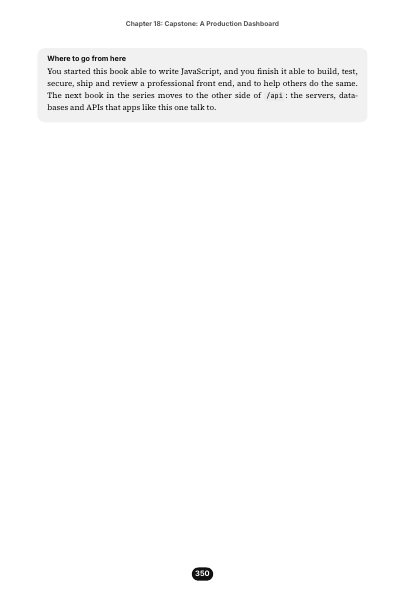 Chapter 18: Capstone: A Production Dashboard
Where to go from here
You started this book able to write JavaScript, and you finish it able to build, test,
secure, ship and review a professional front end, and to help others do the same.
The next book in the series moves to the other side of /api: the servers, data-
bases and APIs that apps like this one talk to.
350